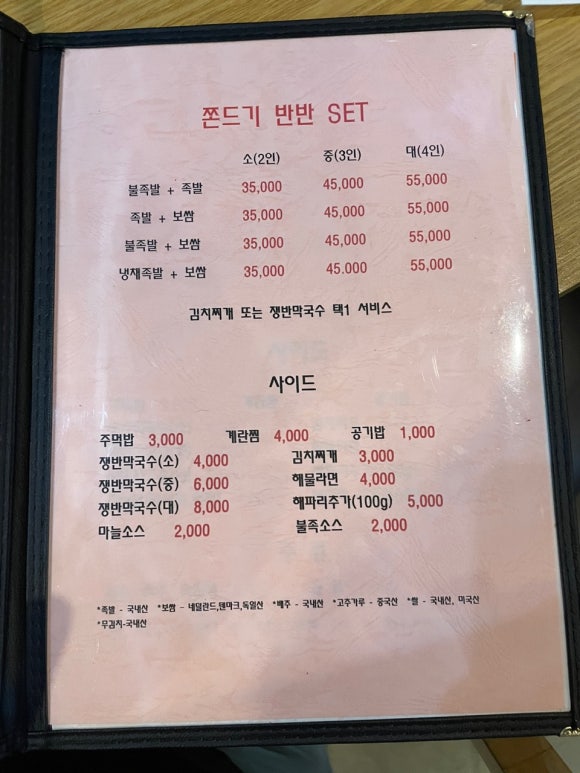 쫀드기 반반 SET
소(2인) 중(3인) 대(4인)
불족발 + 족발 35,000 45,000 55,000
족발 + 보쌈 35,000 45,000 55,000
불족발 + 보쌈 35,000 45,000 55,000
냉채족발 + 보쌈 35,000 45.000 55,000
김치찌개 또는 쟁반막국수 택1 서비스
사이드
주먹밥 3,000 계란찜 4,000 공기밥 1,000
쟁반막국수(소) 4,000 김치찌개 3,000
쟁반막국수(중) 6,000 해물라면 4,000
쟁반막국수(대) 8,000 해파리추가(100g) 5,000
마늘소스 2,000 불족소스 2,000
*족발 - 국내산 *보쌈 - 네덜란드,덴마크,독일산 *배추 - 국내산 *고추가루 - 중국산 *쌀 - 국내산, 미국산
*무김치-국내산